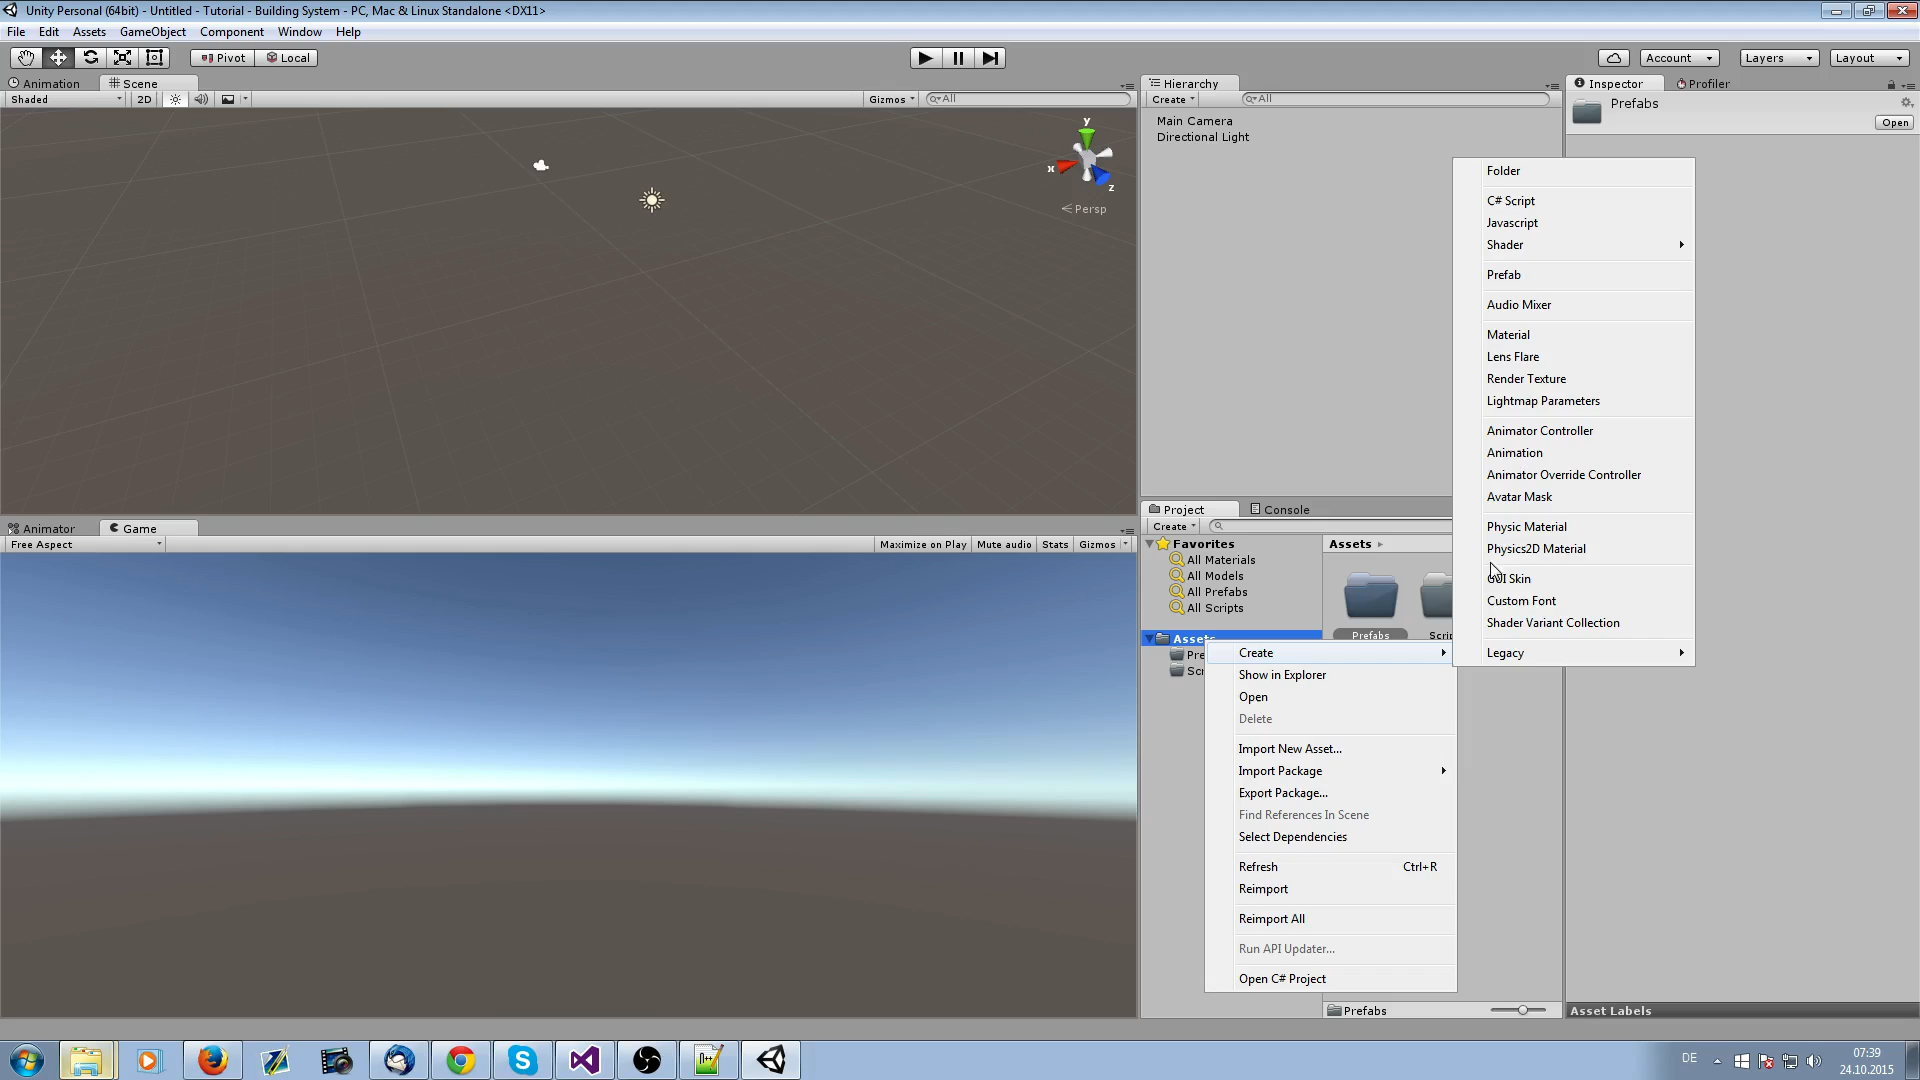 Unity Personal (64bit) - Untitled - Tutorial - Building System - PC, Mac & Linux Standalone <DX11>
File Edit Assets GameObject Component Window Help
Pivot Local Account Layers Layout
Animation Scene
Shaded 2D Gizmos All
y
x
z
Persp
Hierarchy
Create All
Main Camera
Directional Light
Inspector Profiler
Prefabs
Open
Folder
C# Script
Javascript
Shader
Prefab
Audio Mixer
Material
Lens Flare
Render Texture
Lightmap Parameters
Animator Controller
Animation
Animator Override Controller
Avatar Mask
Physic Material
Physics2D Material
GUI Skin
Custom Font
Shader Variant Collection
Legacy
Animator Game
Free Aspect Maximize on Play Mute audio Stats Gizmos
Project Console
Create
Favorites
All Materials
All Models
All Prefabs
All Scripts
Assets
Pre
Scr
Assets
Prefabs Scrip
Create
Show in Explorer
Open
Delete
Import New Asset...
Import Package
Export Package...
Find References In Scene
Select Dependencies
Refresh Ctrl+R
Reimport
Reimport All
Run API Updater...
Open C# Project
Prefabs
Asset Labels
DE
07:39
24.10.2015